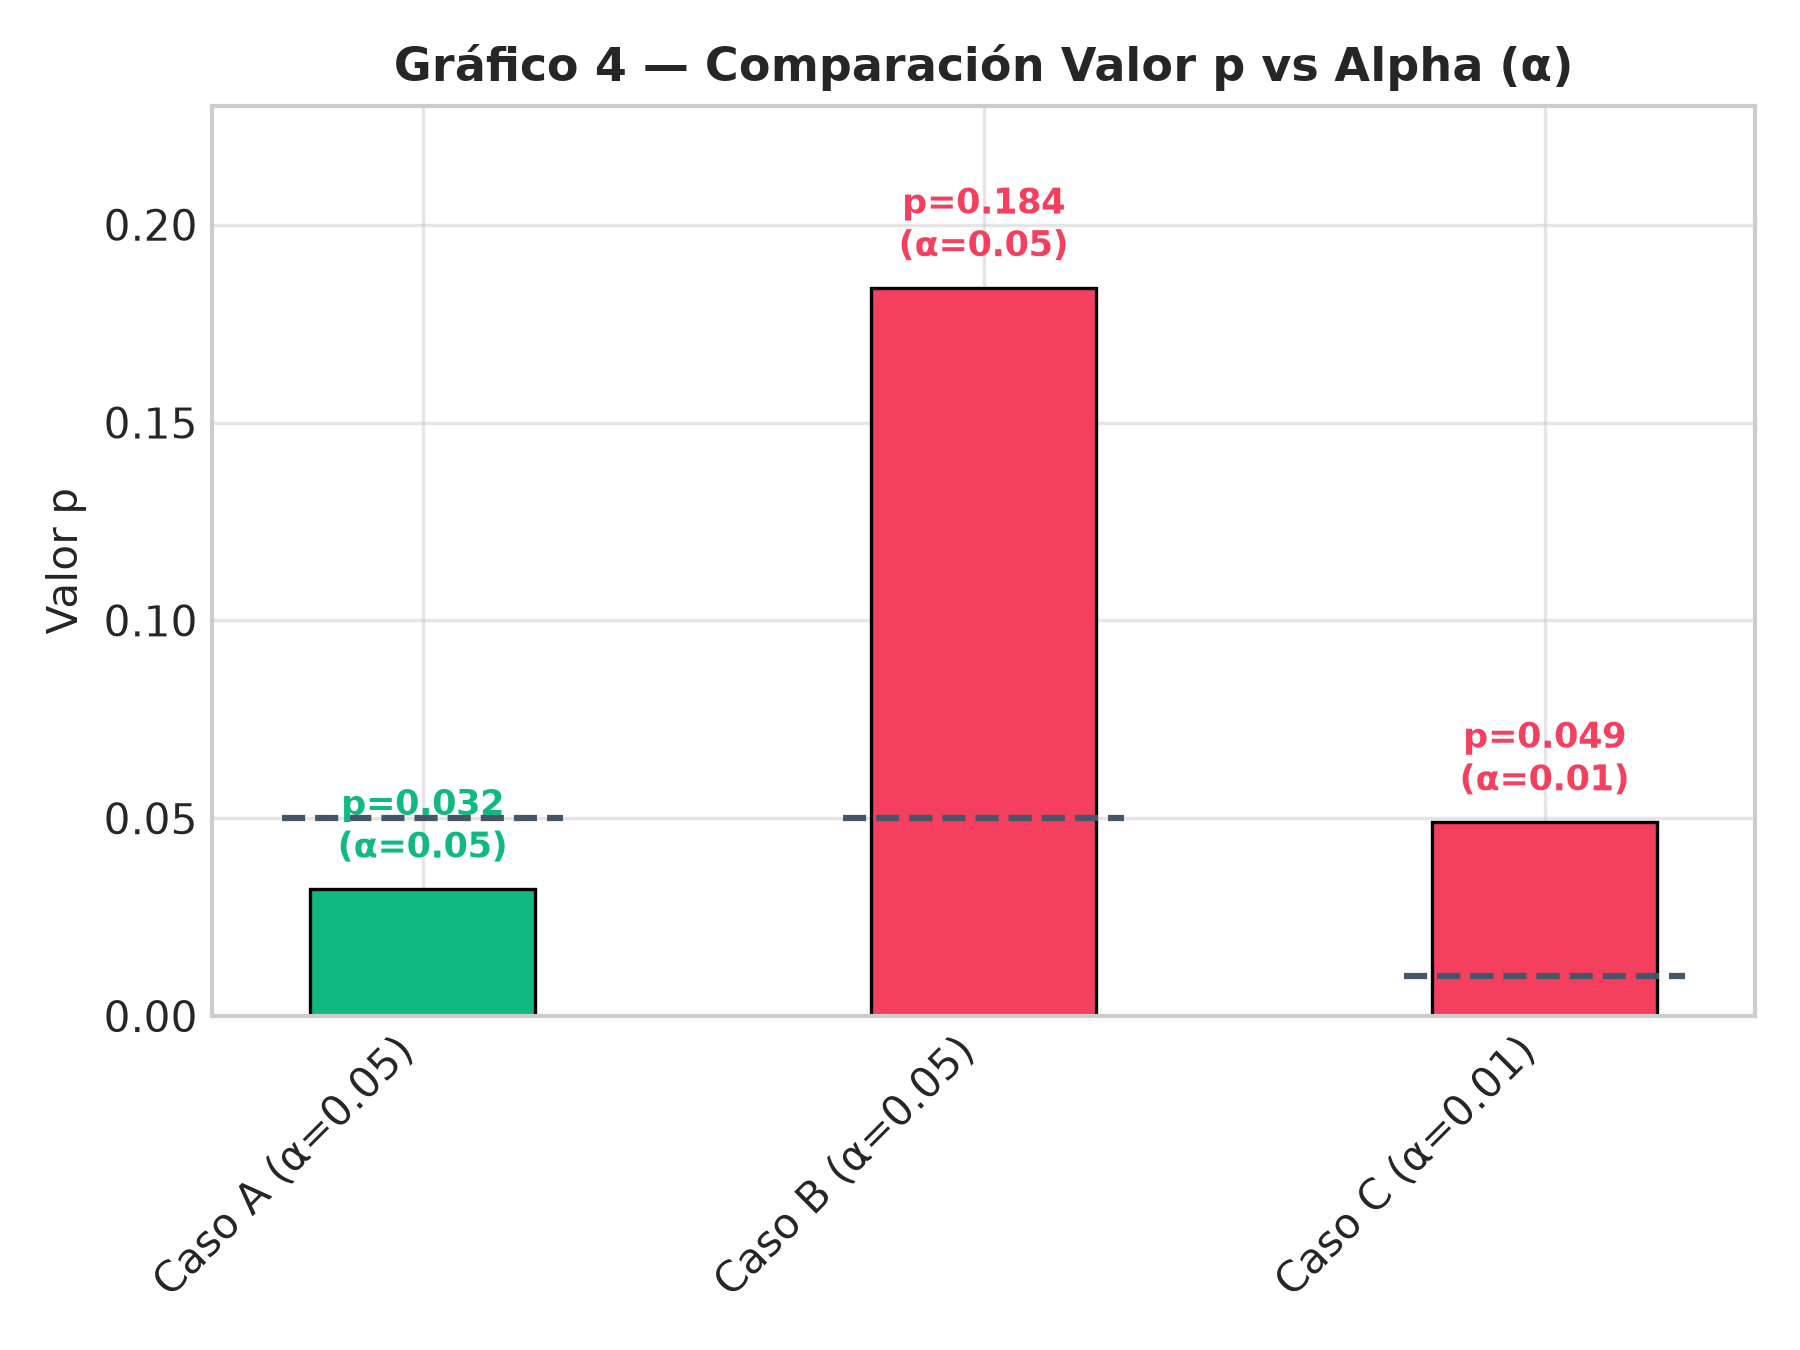 Gráfico 4 — Comparación Valor p vs Alpha (α)
Valor p
0.20
0.15
0.10
0.05
0.00
p=0.032
(α=0.05)
p=0.184
(α=0.05)
p=0.049
(α=0.01)
Caso A (α=0.05)
Caso B (α=0.05)
Caso C (α=0.01)